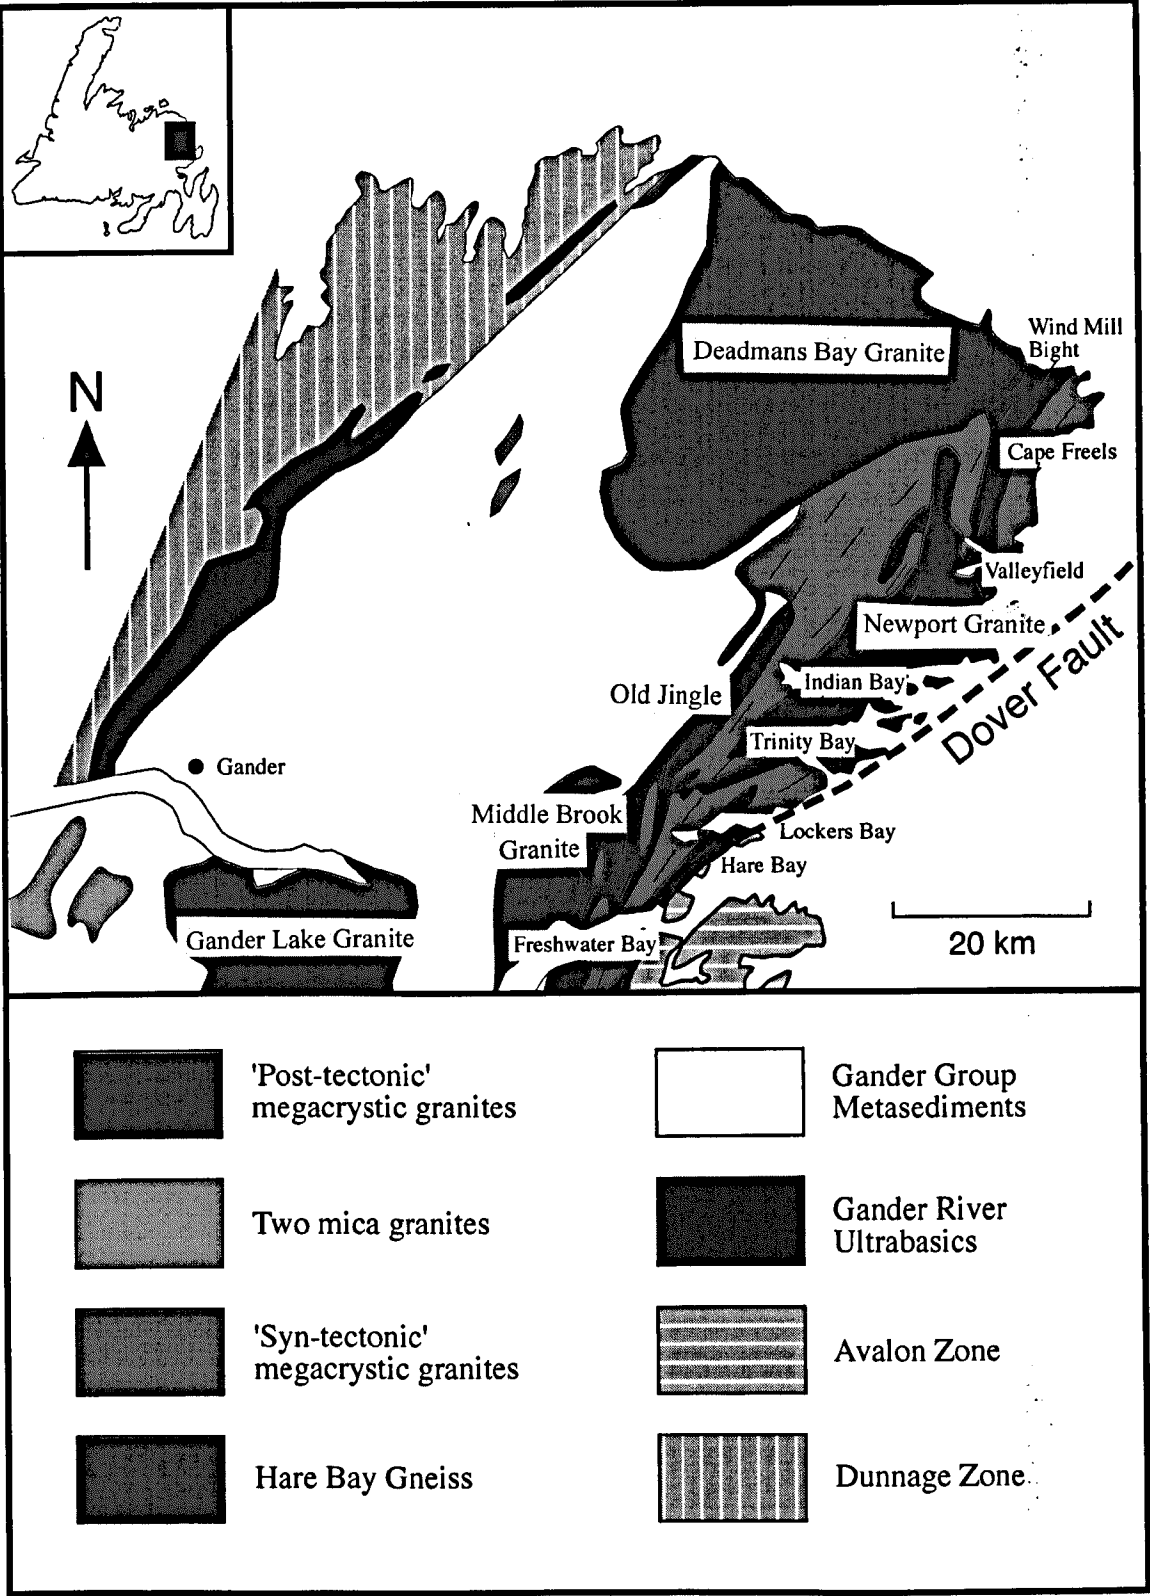 Wind Mill
Bight
Deadmans Bay Granite
N
Cape Freels
Valleyfield
Newport Granite
Dover Fault
Indian Bay
Old Jingle
Trinity Bay
Gander
Middle Brook
Granite
Lockers Bay
Hare Bay
Gander Lake Granite
Freshwater Bay
20 km
'Post-tectonic'
megacrystic granites
Two mica granites
'Syn-tectonic'
megacrystic granites
Hare Bay Gneiss
Gander Group
Metasediments
Gander River
Ultrabasics
Avalon Zone
Dunnage Zone